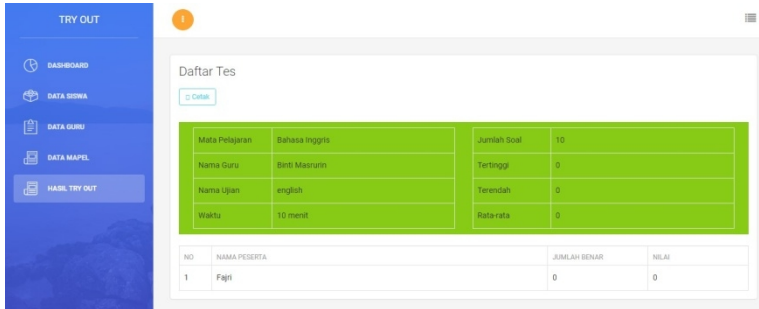 TRY OUT
DASHBOARD
DATA SISWA
DATA GURU
DATA MAPEL
HASIL TRY OUT
Daftar Tes
Cetak
Mata Pelajaran Bahasa Inggris Jumlah Soal 10
Nama Guru Binti Masrurin Tertinggi 0
Nama Ujian english Terendah 0
Waktu 10 menit Rata-rata 0
NO NAMA PESERTA JUMLAH BENAR NILAI
1 Fajri 0 0